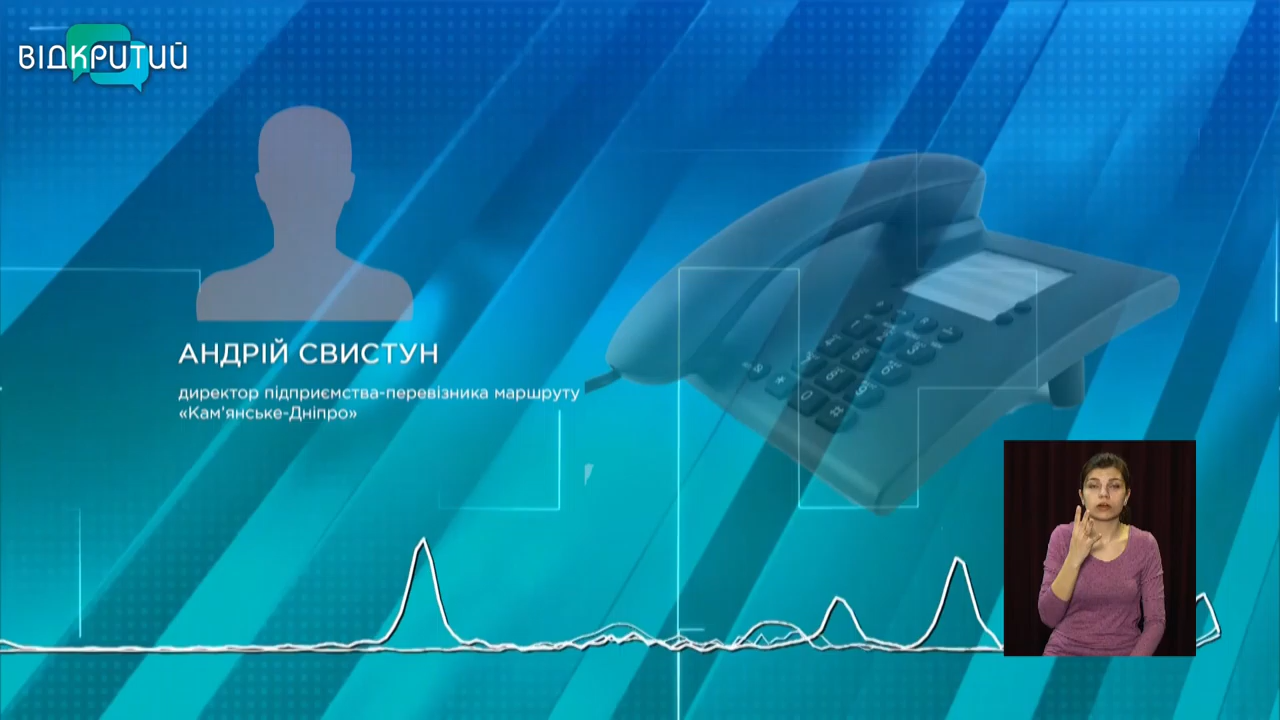 ВІДКРИТИЙ
АНДРІЙ СВИСТУН
директор підприємства-перевізника маршруту
«Кам'янське-Дніпро»